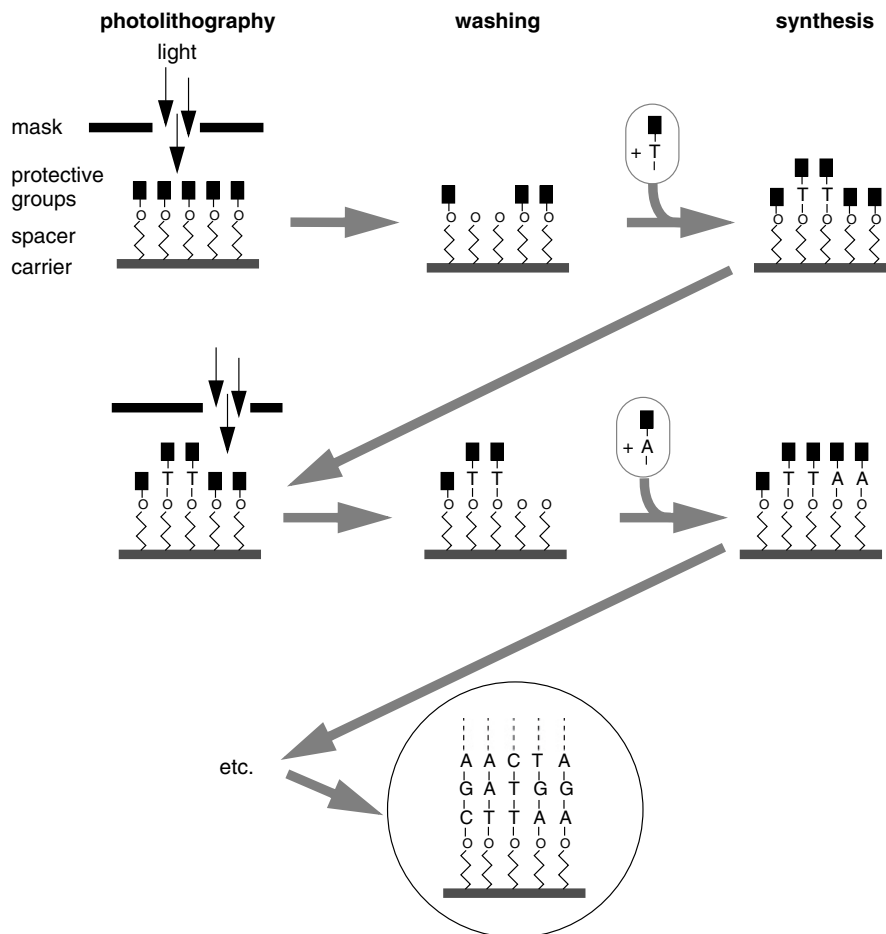 photolithography washing synthesis
light
mask
+ T
protective
groups
T T
O O O O O O O O O O O O O O O
spacer
carrier
+ A
T T T T T T A A
O O O O O O O O O O O O O O O
etc.
A A C T A
G A T G G
C T T A A
O O O O O